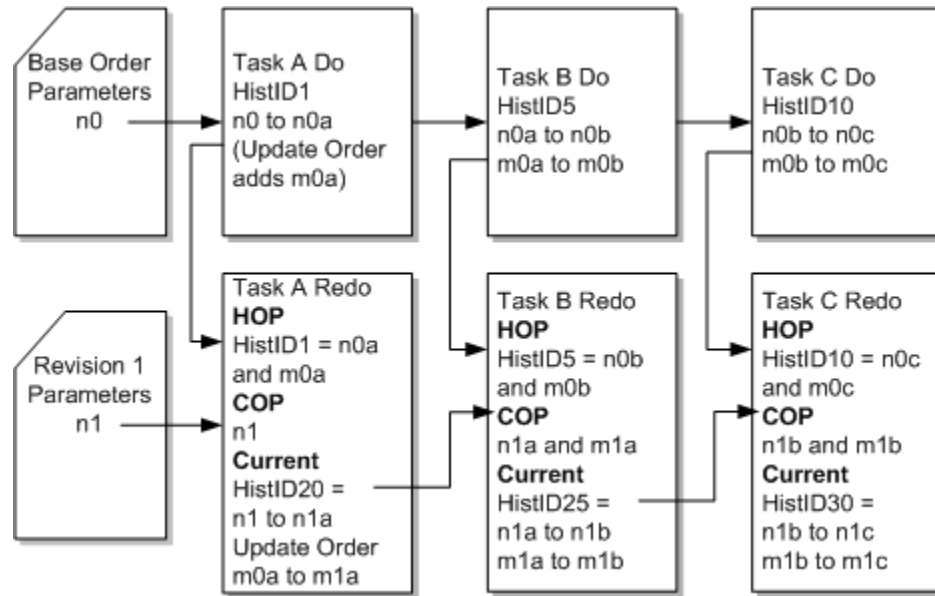 Base Order
Parameters
n0
Task A Do
HistID1
n0 to n0a
(Update Order
adds m0a)
Task B Do
HistID5
n0a to n0b
m0a to m0b
Task C Do
HistID10
n0b to n0c
m0b to m0c
Revision 1
Parameters
n1
Task A Redo
HOP
HistID1 = n0a
and m0a
COP
n1
Current
HistID20 =
n1 to n1a
Update Order
m0a to m1a
Task B Redo
HOP
HistID5 = n0b
and m0b
COP
n1a and m1a
Current
HistID25 =
n1a to n1b
m1a to m1b
Task C Redo
HOP
HistID10 = n0c
and m0c
COP
n1b and m1b
Current
HistID30 =
n1b to n1c
m1b to m1c